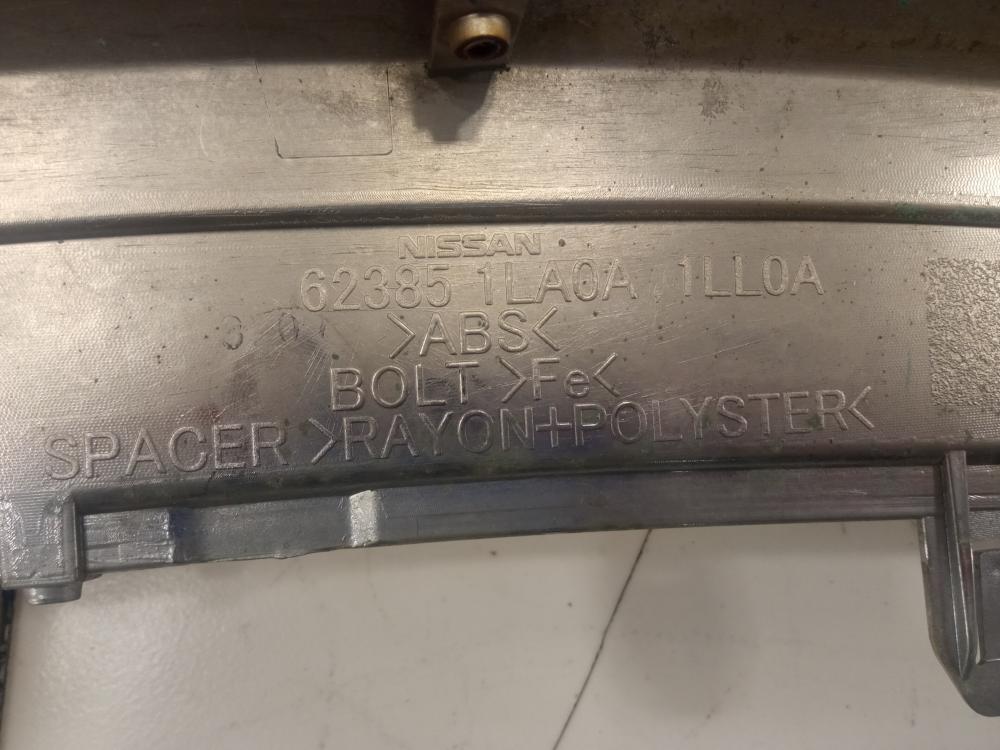 NISSAN
62385 1LA0A / 1LL0A
>ABS<
BOLT >Fe<
SPACER >RAYON+POLYSTER<